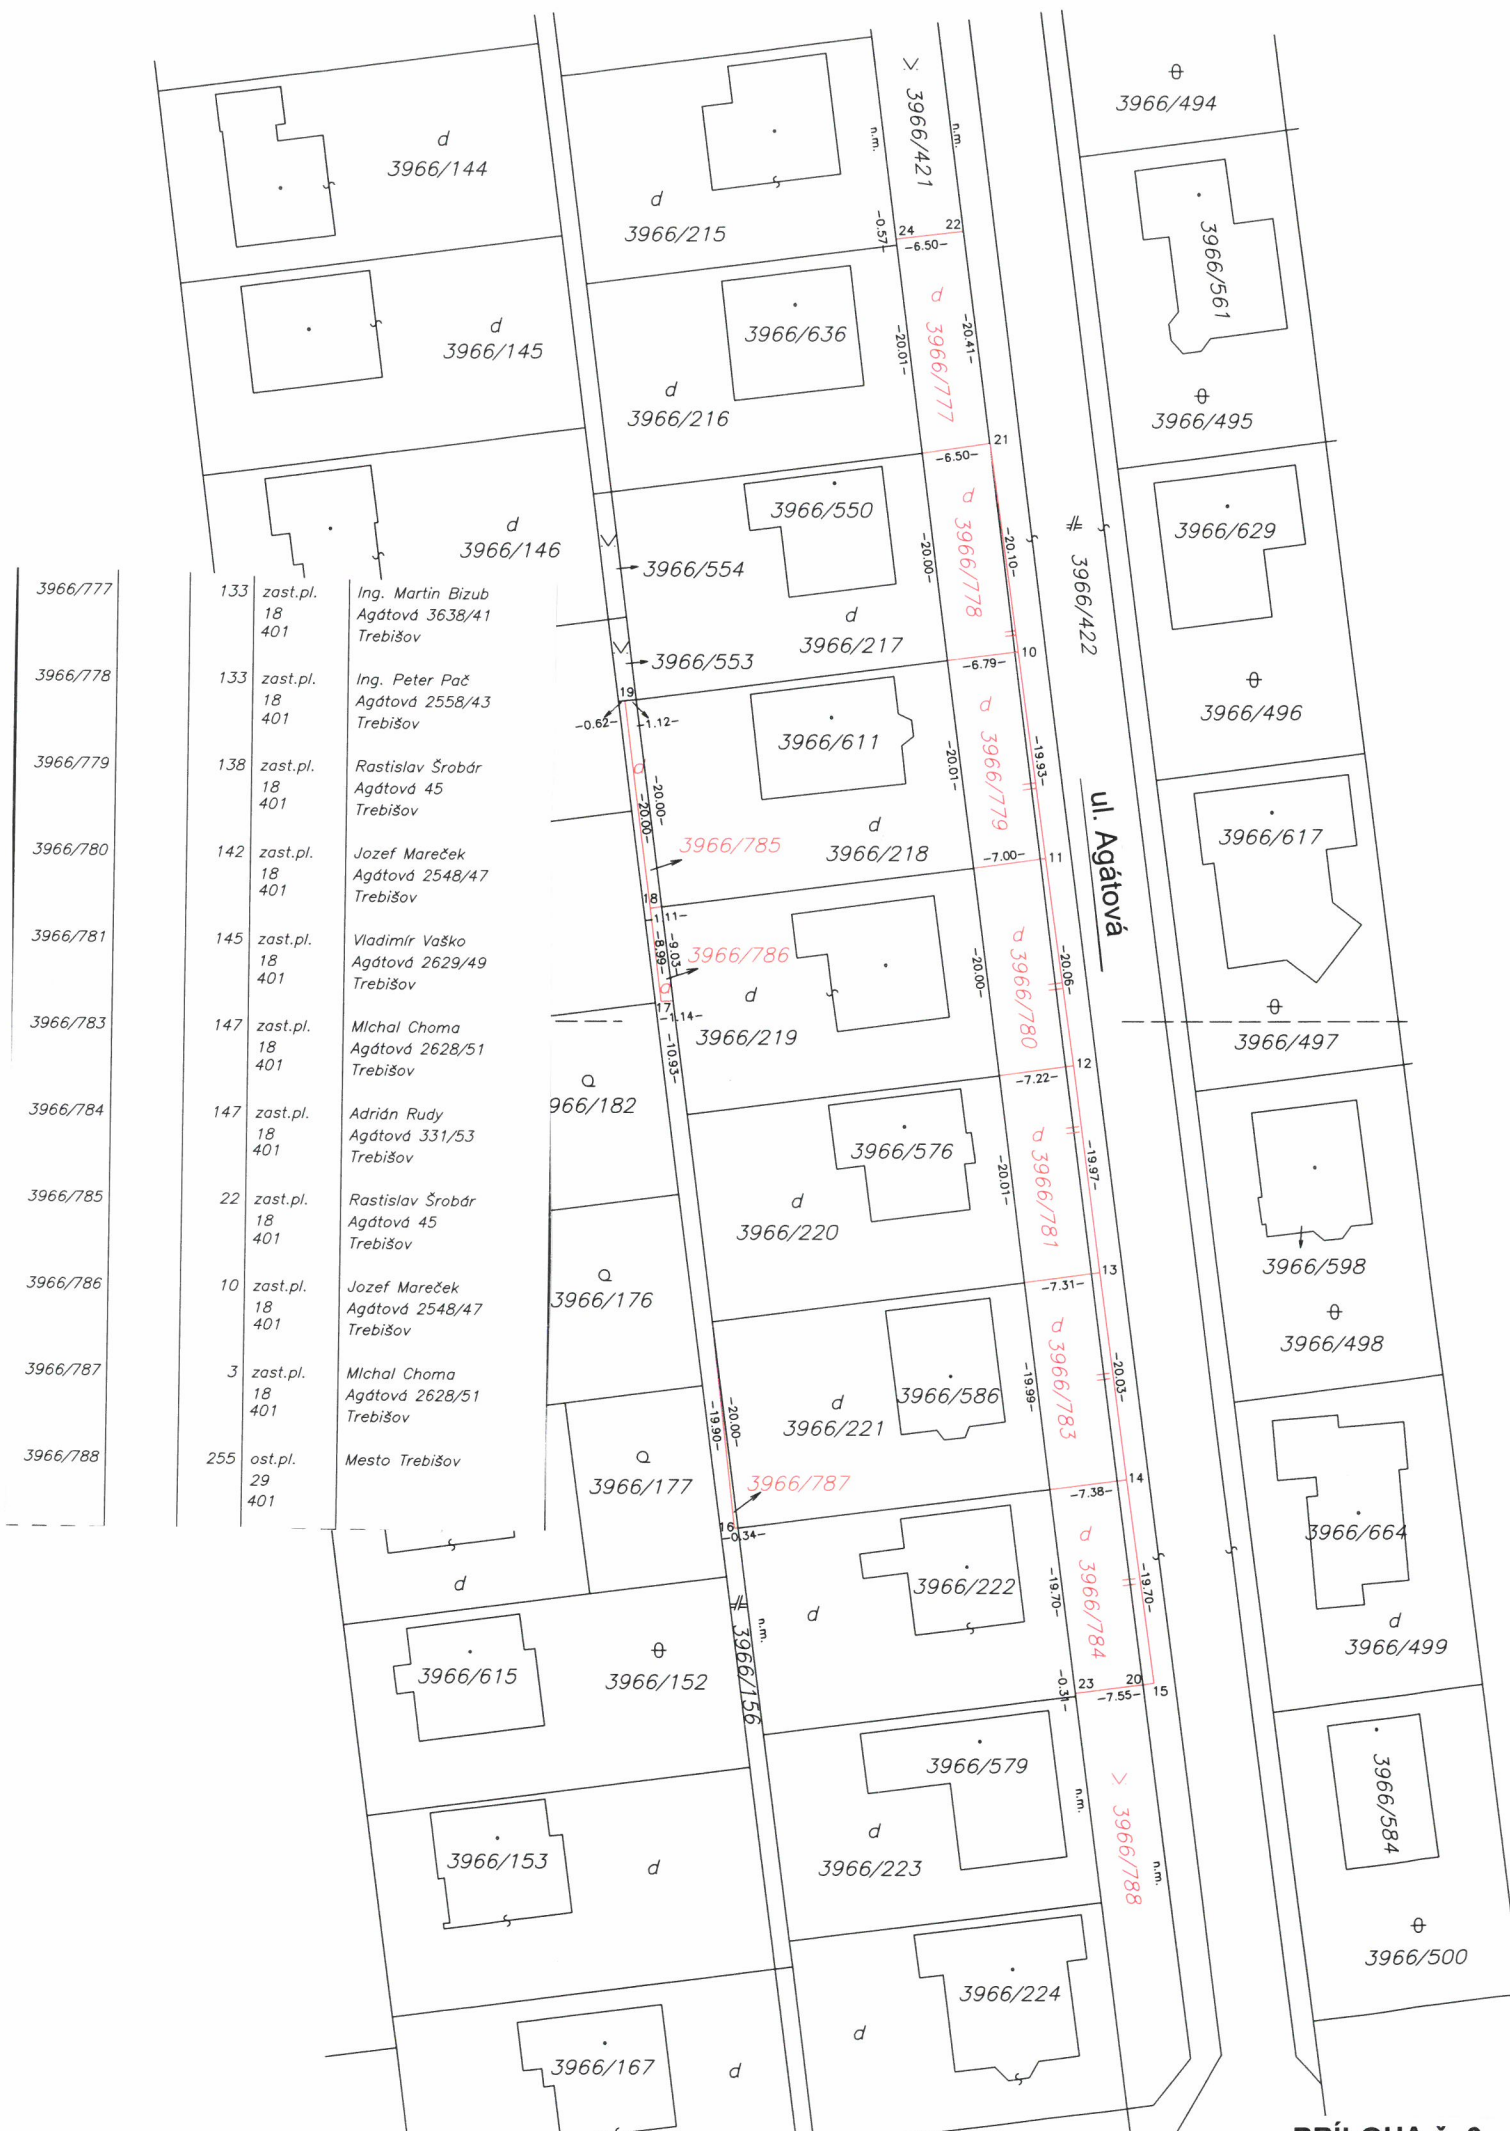 3966/494
3966/421
n.m.
n.m.
d
3966/144
d
3966/215
-0.57-
24
22
-6.50-
3966/561
d
3966/145
3966/636
d
3966/777
-20.01-
-20.41-
d
3966/216
3966/495
21
-6.50-
3966/550
d
3966/146
3966/554
d
3966/778
-20.00-
-20.10-
3966/422
3966/629
d
3966/217
3966/553
10
-6.79-
19
-0.62-
-1.12-
3966/496
3966/611
d
3966/779
-20.01-
-19.93-
d
-20.00-
-20.00-
ul. Agátová
3966/617
3966/785
d
3966/218
-7.00-
11
18
-1.11-
-8.99-
-9.03-
3966/786
d
3966/219
d
3966/780
-20.00-
-20.06-
17
-1.14-
-10.93-
3966/497
-7.22-
12
966/182
3966/576
d
3966/781
-20.01-
-19.97-
d
3966/220
3966/598
3966/176
-7.31-
13
3966/498
3966/586
d
3966/221
d
3966/783
-19.99-
-20.03-
-19.90-
-20.00-
3966/177
3966/787
-7.38-
14
16
-0.34-
3966/664
3966/222
d
d
3966/784
-19.70-
-19.70-
d
3966/499
d
3966/156
n.m.
3966/615
3966/152
-0.31-
23
20
-7.55-
15
3966/579
3966/584
3966/788
n.m.
n.m.
3966/153
d
d
3966/223
3966/500
3966/224
d
3966/167
d
3966/777 133 zast.pl. Ing. Martin Bizub
18 Agátová 3638/41
401 Trebišov
3966/778 133 zast.pl. Ing. Peter Pač
18 Agátová 2558/43
401 Trebišov
3966/779 138 zast.pl. Rastislav Šrobár
18 Agátová 45
401 Trebišov
3966/780 142 zast.pl. Jozef Mareček
18 Agátová 2548/47
401 Trebišov
3966/781 145 zast.pl. Vladimír Vaško
18 Agátová 2629/49
401 Trebišov
3966/783 147 zast.pl. MIchal Choma
18 Agátová 2628/51
401 Trebišov
3966/784 147 zast.pl. Adrián Rudy
18 Agátová 331/53
401 Trebišov
3966/785 22 zast.pl. Rastislav Šrobár
18 Agátová 45
401 Trebišov
3966/786 10 zast.pl. Jozef Mareček
18 Agátová 2548/47
401 Trebišov
3966/787 3 zast.pl. MIchal Choma
18 Agátová 2628/51
401 Trebišov
3966/788 255 ost.pl. Mesto Trebišov
29
401